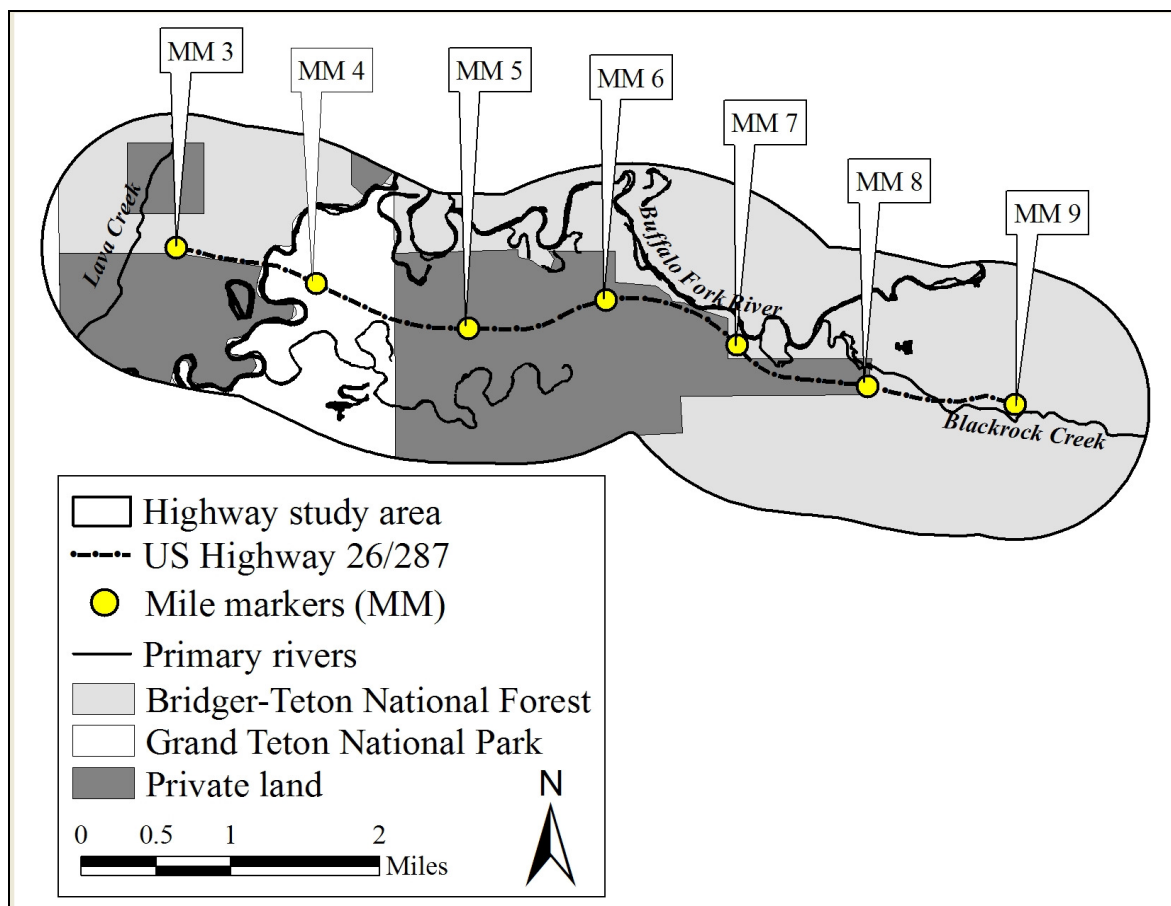 MM 3
MM 4
MM 5
MM 6
MM 7
MM 8
MM 9
Lava Creek
Buffalo Fork River
Blackrock Creek
Highway study area
US Highway 26/287
Mile markers (MM)
Primary rivers
Bridger-Teton National Forest
Grand Teton National Park
Private land
N
0 0.5 1 2
Miles